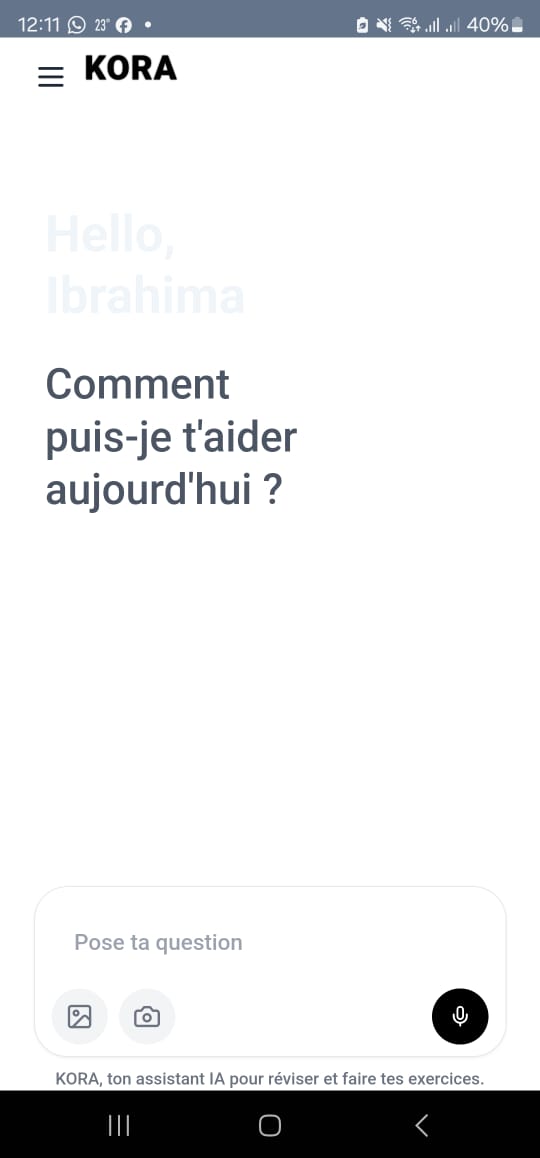 12:11 23° 40%
KORA
Hello,
Ibrahima
Comment
puis-je t'aider
aujourd'hui ?
Pose ta question
KORA, ton assistant IA pour réviser et faire tes exercices.